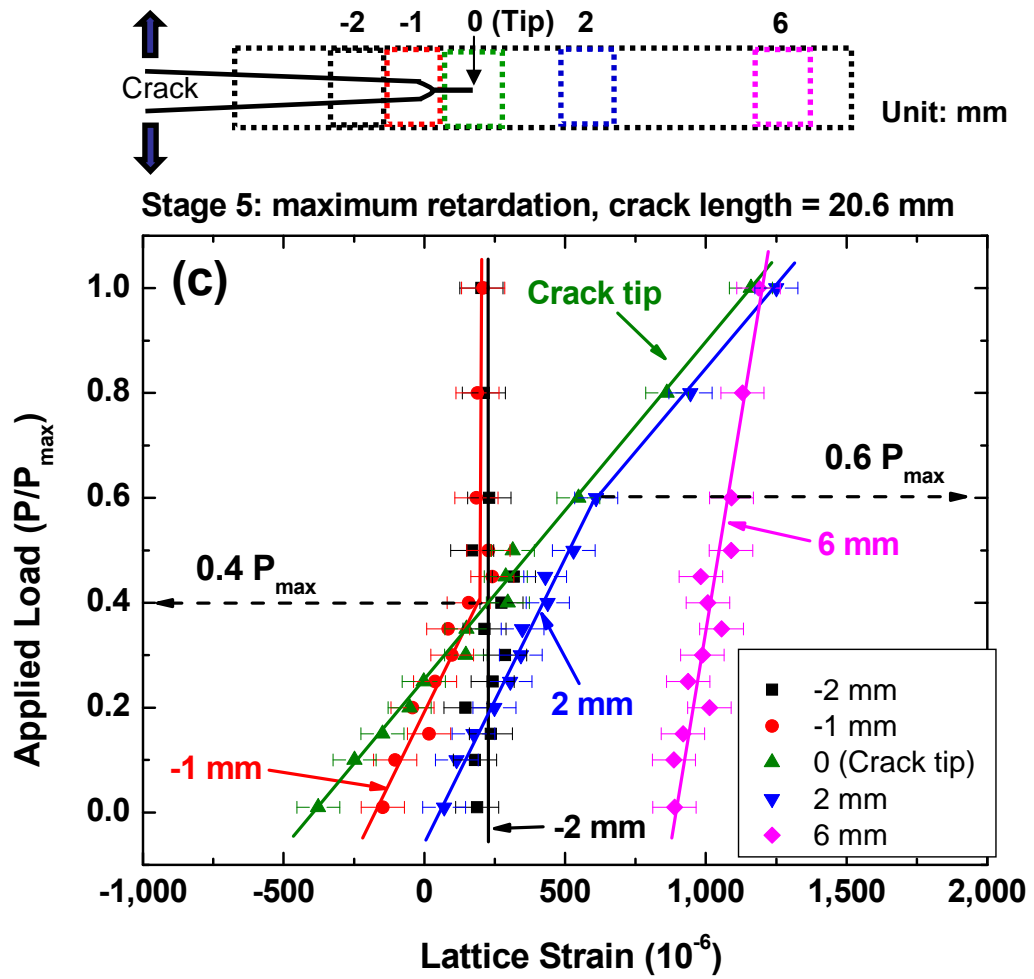 -2 -1 0 (Tip) 2 6
Crack
Unit: mm
Stage 5: maximum retardation, crack length = 20.6 mm
(c)
Crack tip
0.6 P_max
6 mm
0.4 P_max
2 mm
-1 mm
-2 mm
-2 mm
-1 mm
0 (Crack tip)
2 mm
6 mm
1.0
0.8
0.6
0.4
0.2
0.0
Applied Load (P/P_max)
-1,000 -500 0 500 1,000 1,500 2,000
Lattice Strain (10^-6)